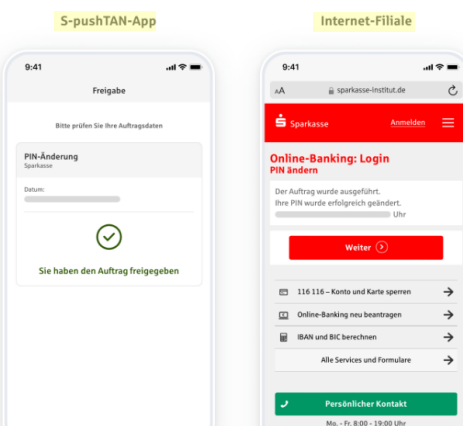 S-pushTAN-App
9:41
Freigabe
Bitte prüfen Sie Ihre Auftragsdaten
PIN-Änderung
Sparkasse
Datum:
Sie haben den Auftrag freigegeben
Internet-Filiale
9:41
AA sparkasse-institut.de
Sparkasse Anmelden
Online-Banking: Login
PIN ändern
Der Auftrag wurde ausgeführt.
Ihre PIN wurde erfolgreich geändert.
Uhr
Weiter
116 116 – Konto und Karte sperren
Online-Banking neu beantragen
IBAN und BIC berechnen
Alle Services und Formulare
Persönlicher Kontakt
Mo. - Fr. 8:00 - 19:00 Uhr